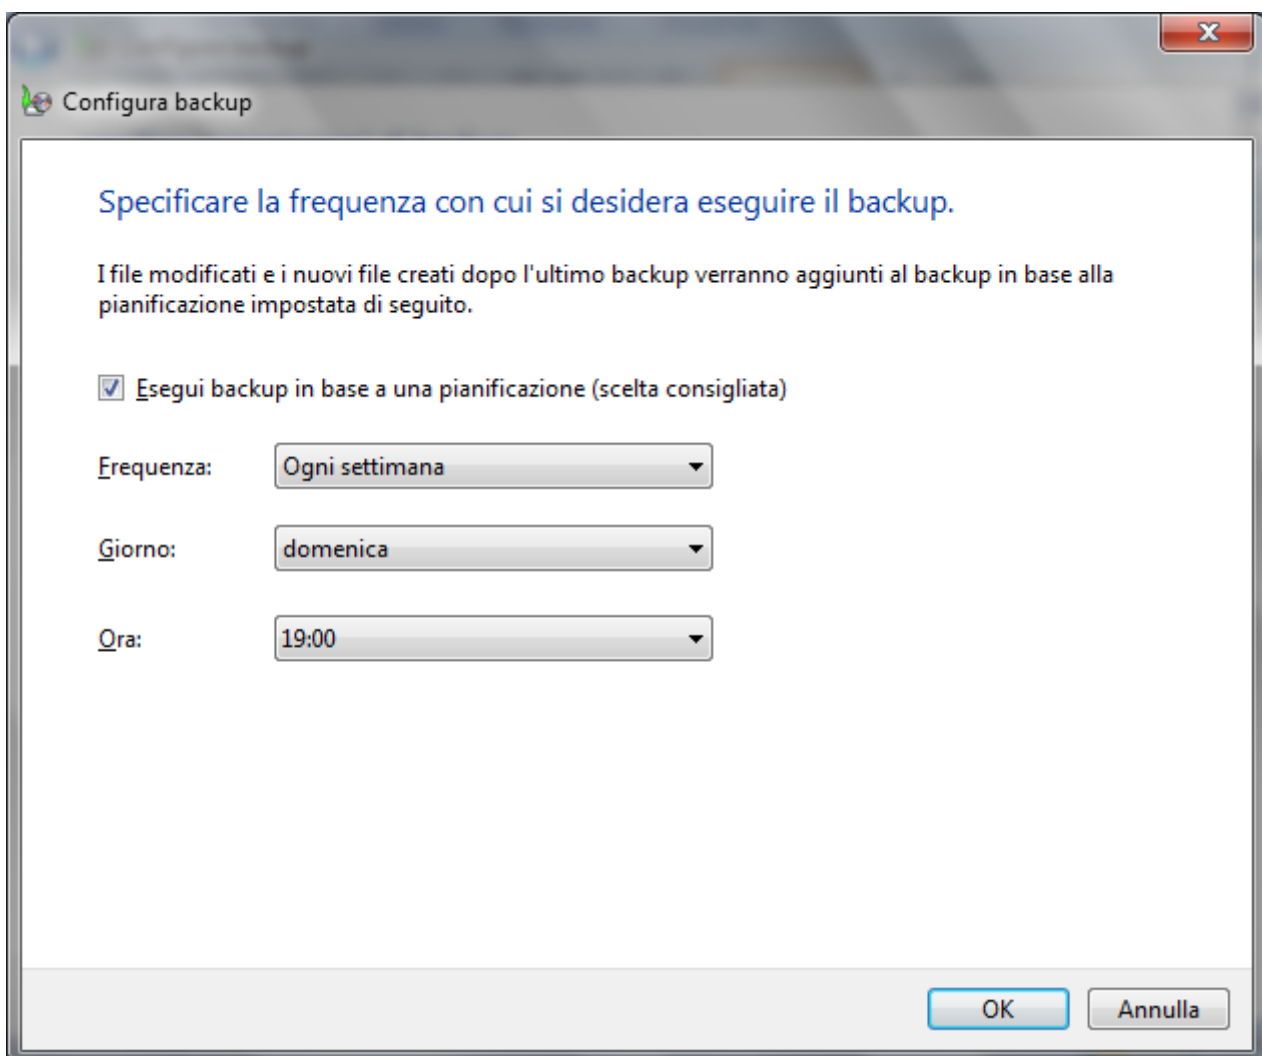 Configura backup
Specificare la frequenza con cui si desidera eseguire il backup.
I file modificati e i nuovi file creati dopo l'ultimo backup verranno aggiunti al backup in base alla
pianificazione impostata di seguito.
Esegui backup in base a una pianificazione (scelta consigliata)
Frequenza: Ogni settimana
Giorno: domenica
Ora: 19:00
OK Annulla